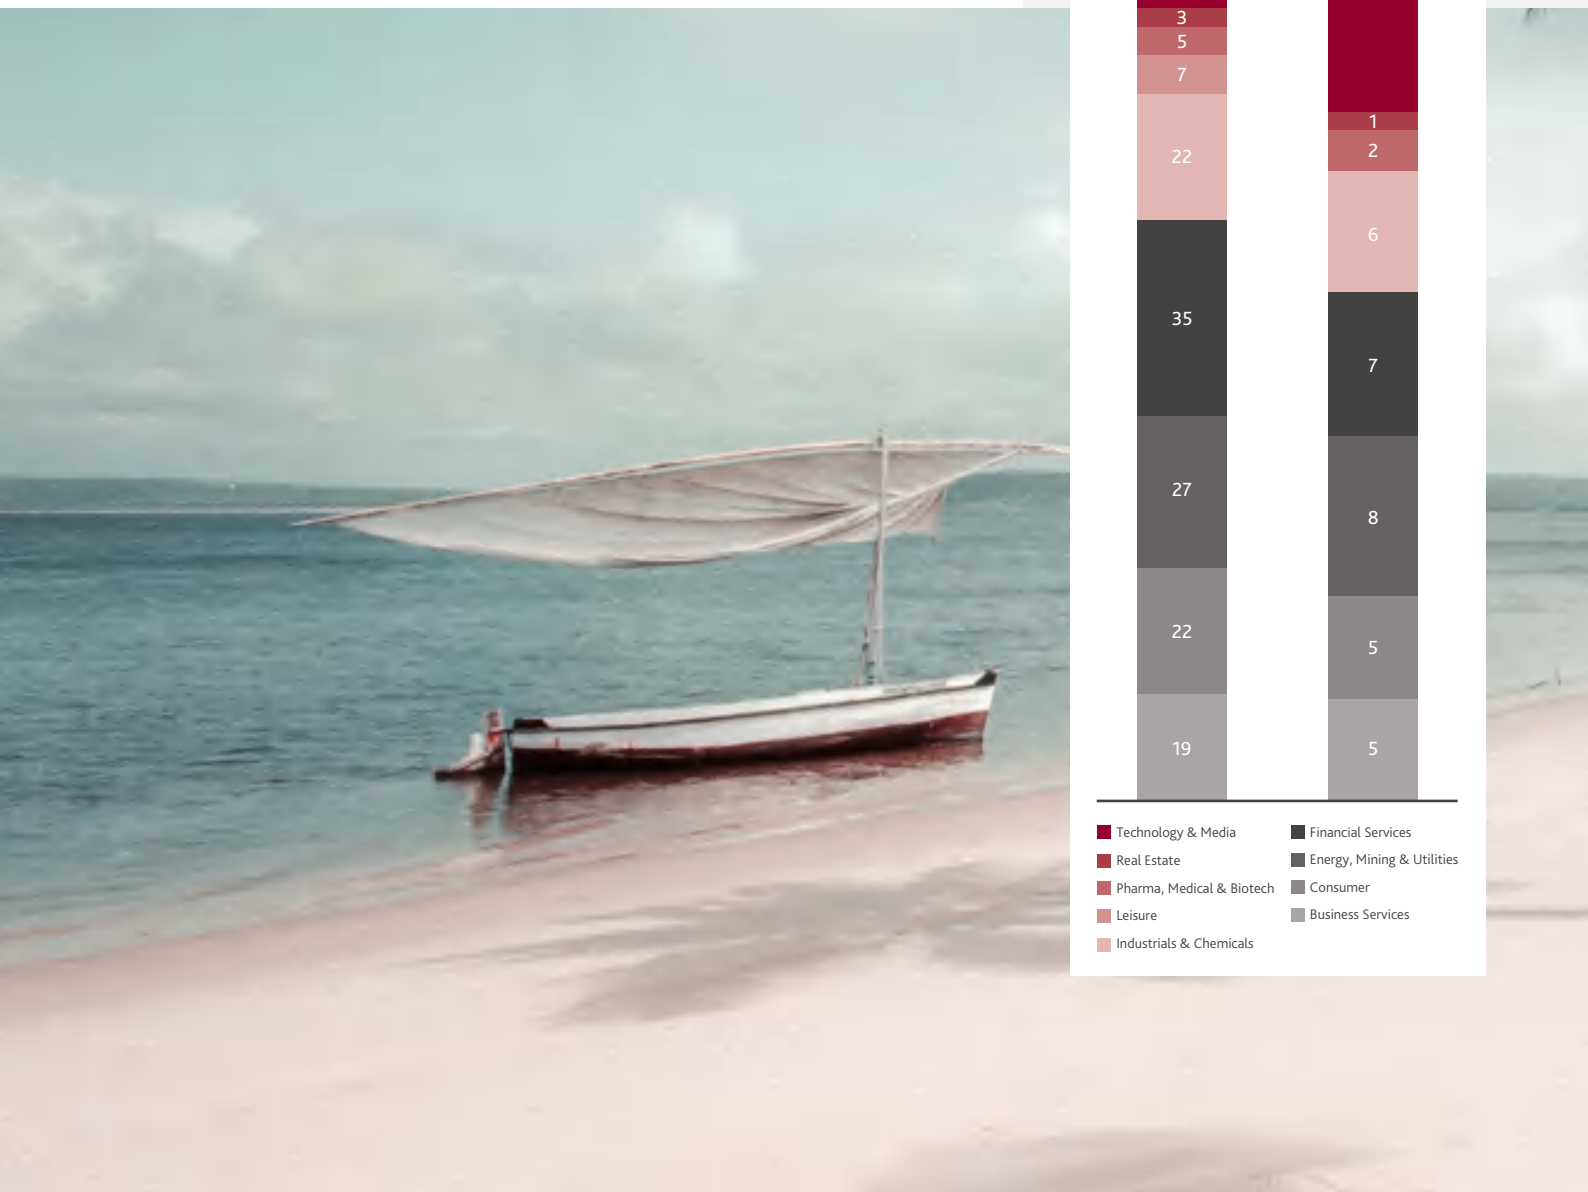 3
5
7
22
35
27
22
19
1
2
6
7
8
5
5
Technology & Media
Real Estate
Pharma, Medical & Biotech
Leisure
Industrials & Chemicals
Financial Services
Energy, Mining & Utilities
Consumer
Business Services